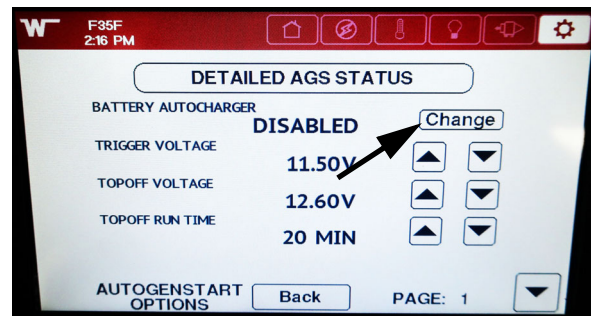 W
F35F
2:16 PM
DETAILED AGS STATUS
BATTERY AUTOCHARGER
DISABLED
Change
TRIGGER VOLTAGE
11.50V
TOPOFF VOLTAGE
12.60V
TOPOFF RUN TIME
20 MIN
AUTOGENSTART
OPTIONS
Back
PAGE: 1